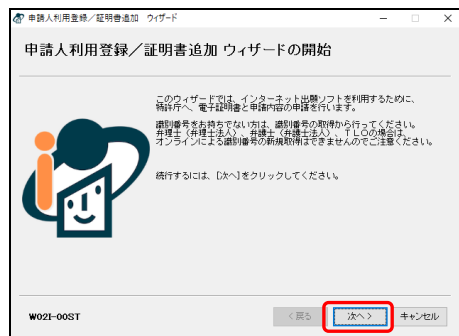 申請人利用登録／証明書追加 ウィザード
申請人利用登録／証明書追加 ウィザードの開始
このウィザードでは、インターネット出願ソフトを利用するために、
特許庁へ、電子証明書と申請内容の申請を行います。
識別番号をお持ちでない方は、識別番号の取得から行ってください。
弁理士（弁理士法人）、弁護士（弁護士法人）、ＴＬＯの場合は、
オンラインによる識別番号の新規取得はできませんのでご注意ください。
続行するには、[次へ]をクリックしてください。
W02I-00ST
＜戻る
次へ＞
キャンセル